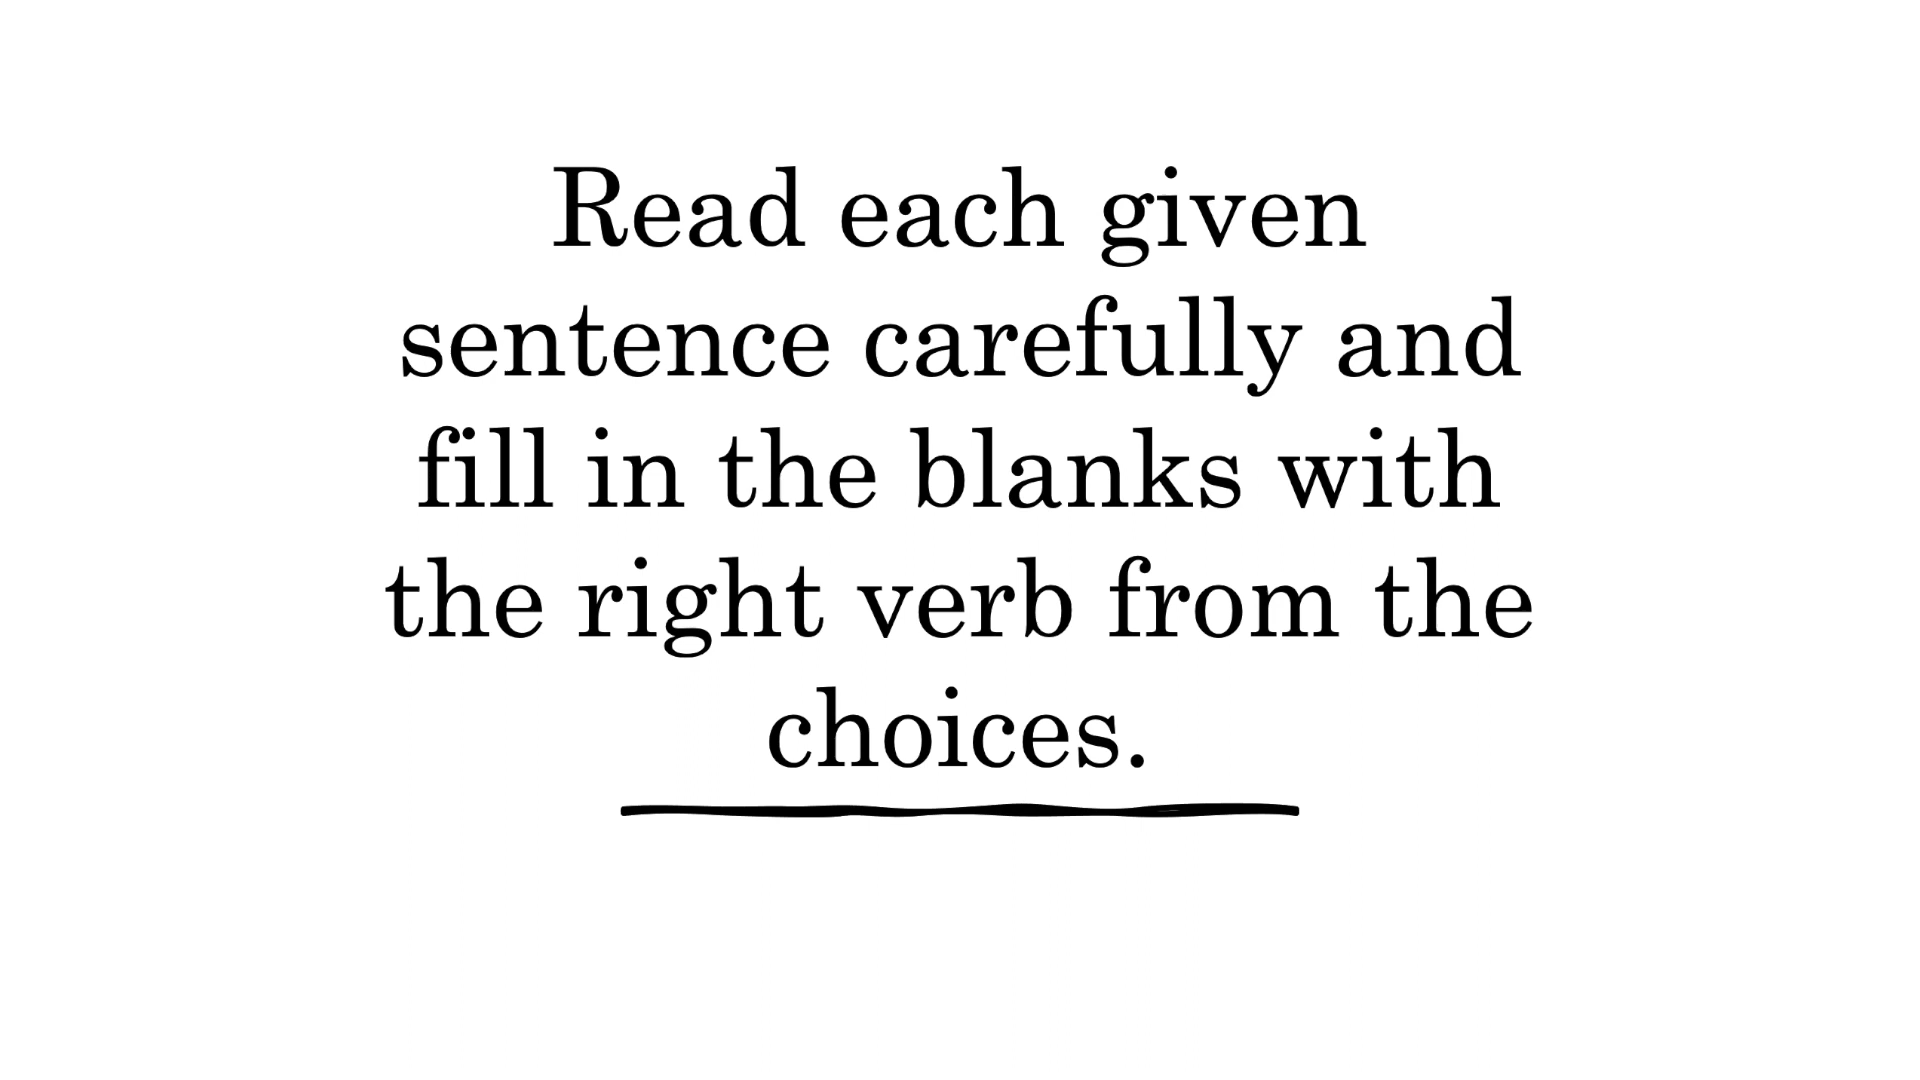 Read each given
sentence carefully and
fill in the blanks with
the right verb from the
choices.